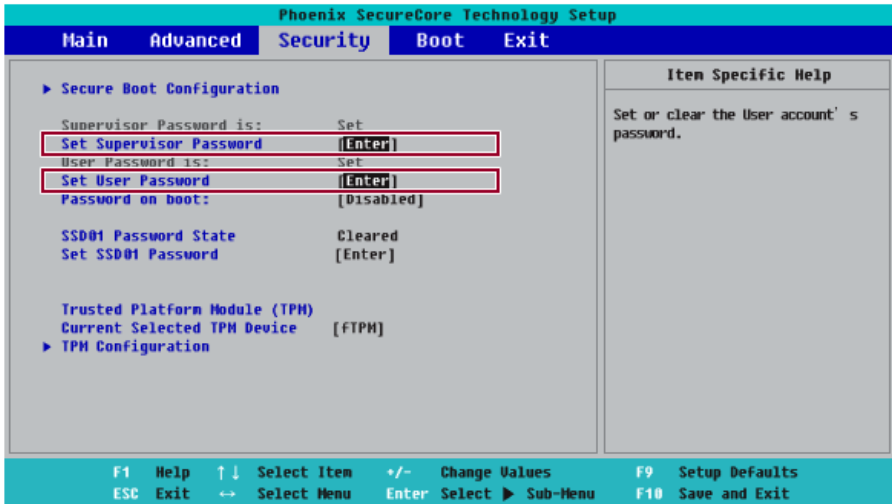 Phoenix SecureCore Technology Setup
Main Advanced Security Boot Exit
▶ Secure Boot Configuration
Supervisor Password is: Set
Set Supervisor Password [Enter]
User Password is: Set
Set User Password [Enter]
Password on boot: [Disabled]
SSD01 Password State Cleared
Set SSD01 Password [Enter]
Trusted Platform Module (TPM)
Current Selected TPM Device [fTPM]
▶ TPM Configuration
Item Specific Help
Set or clear the User account's
password.
F1 Help ↑↓ Select Item +/- Change Values F9 Setup Defaults
ESC Exit ↔ Select Menu Enter Select ▶ Sub-Menu F10 Save and Exit